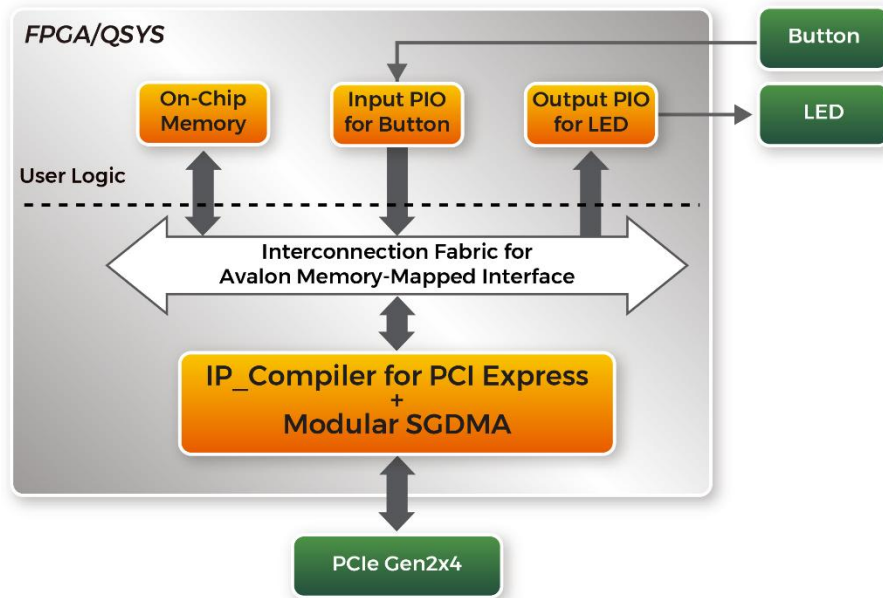 FPGA/QSYS
Button
On-Chip
Memory
Input PIO
for Button
Output PIO
for LED
LED
User Logic
Interconnection Fabric for
Avalon Memory-Mapped Interface
IP_Compiler for PCI Express
+
Modular SGDMA
PCIe Gen2x4